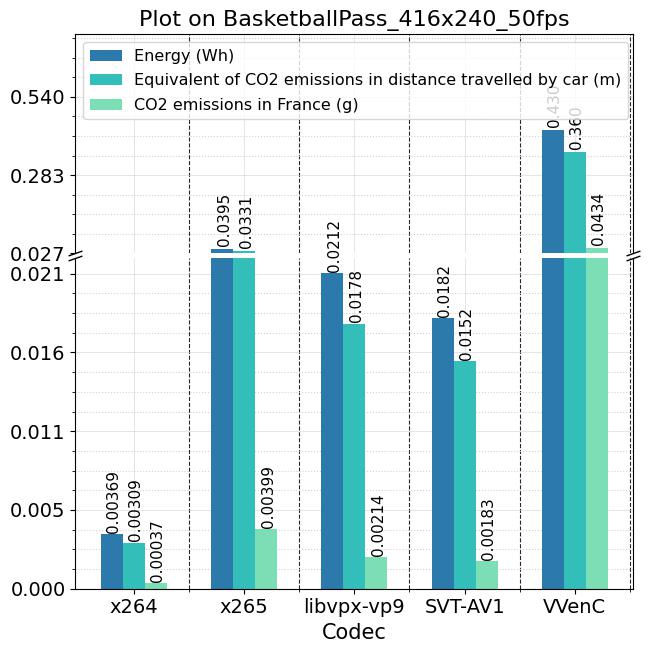 Plot on BasketballPass_416x240_50fps
Energy (Wh)
Equivalent of CO2 emissions in distance travelled by car (m)
CO2 emissions in France (g)
0.540
0.283
0.027
0.021
0.016
0.011
0.005
0.000
0.00369
0.00309
0.00037
0.0395
0.0331
0.00399
0.0212
0.0178
0.00214
0.0182
0.0152
0.00183
0.430
0.360
0.0434
x264
x265
libvpx-vp9
SVT-AV1
VVenC
Codec